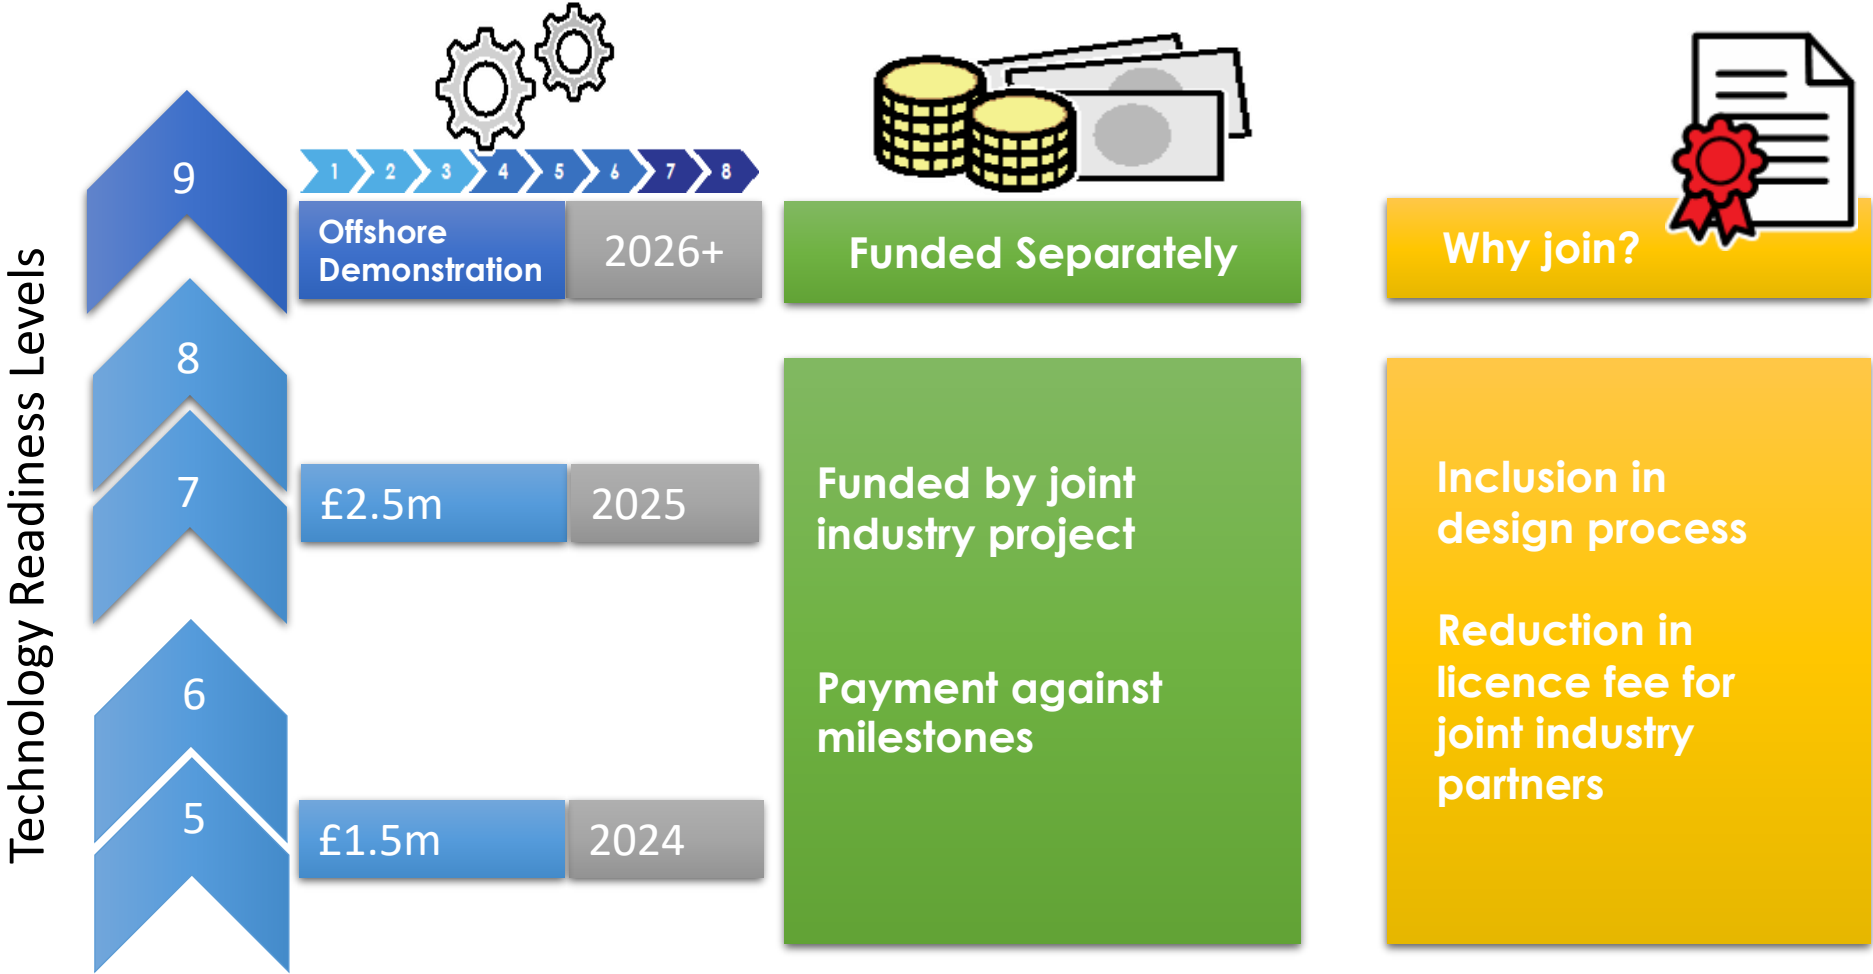 Technology Readiness Levels
9
8
7
6
5
1 2 3 4 5 6 7 8
Offshore
Demonstration
2026+
£2.5m
2025
£1.5m
2024
Funded Separately
Funded by joint
industry project
Payment against
milestones
Why join?
Inclusion in
design process
Reduction in
licence fee for
joint industry
partners